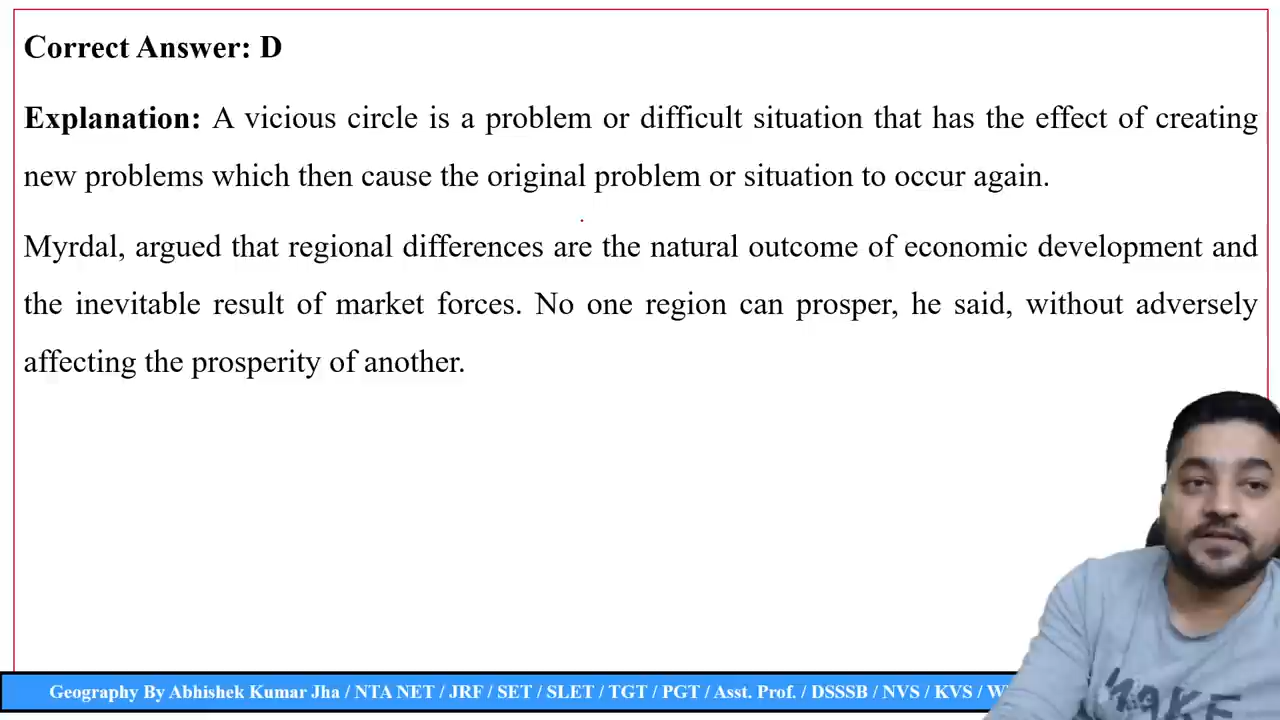 Correct Answer: D
Explanation: A vicious circle is a problem or difficult situation that has the effect of creating
new problems which then cause the original problem or situation to occur again.
Myrdal, argued that regional differences are the natural outcome of economic development and
the inevitable result of market forces. No one region can prosper, he said, without adversely
affecting the prosperity of another.
Geography By Abhishek Kumar Jha / NTA NET / JRF / SET / SLET / TGT / PGT / Asst. Prof. / DSSSB / NVS / KVS /